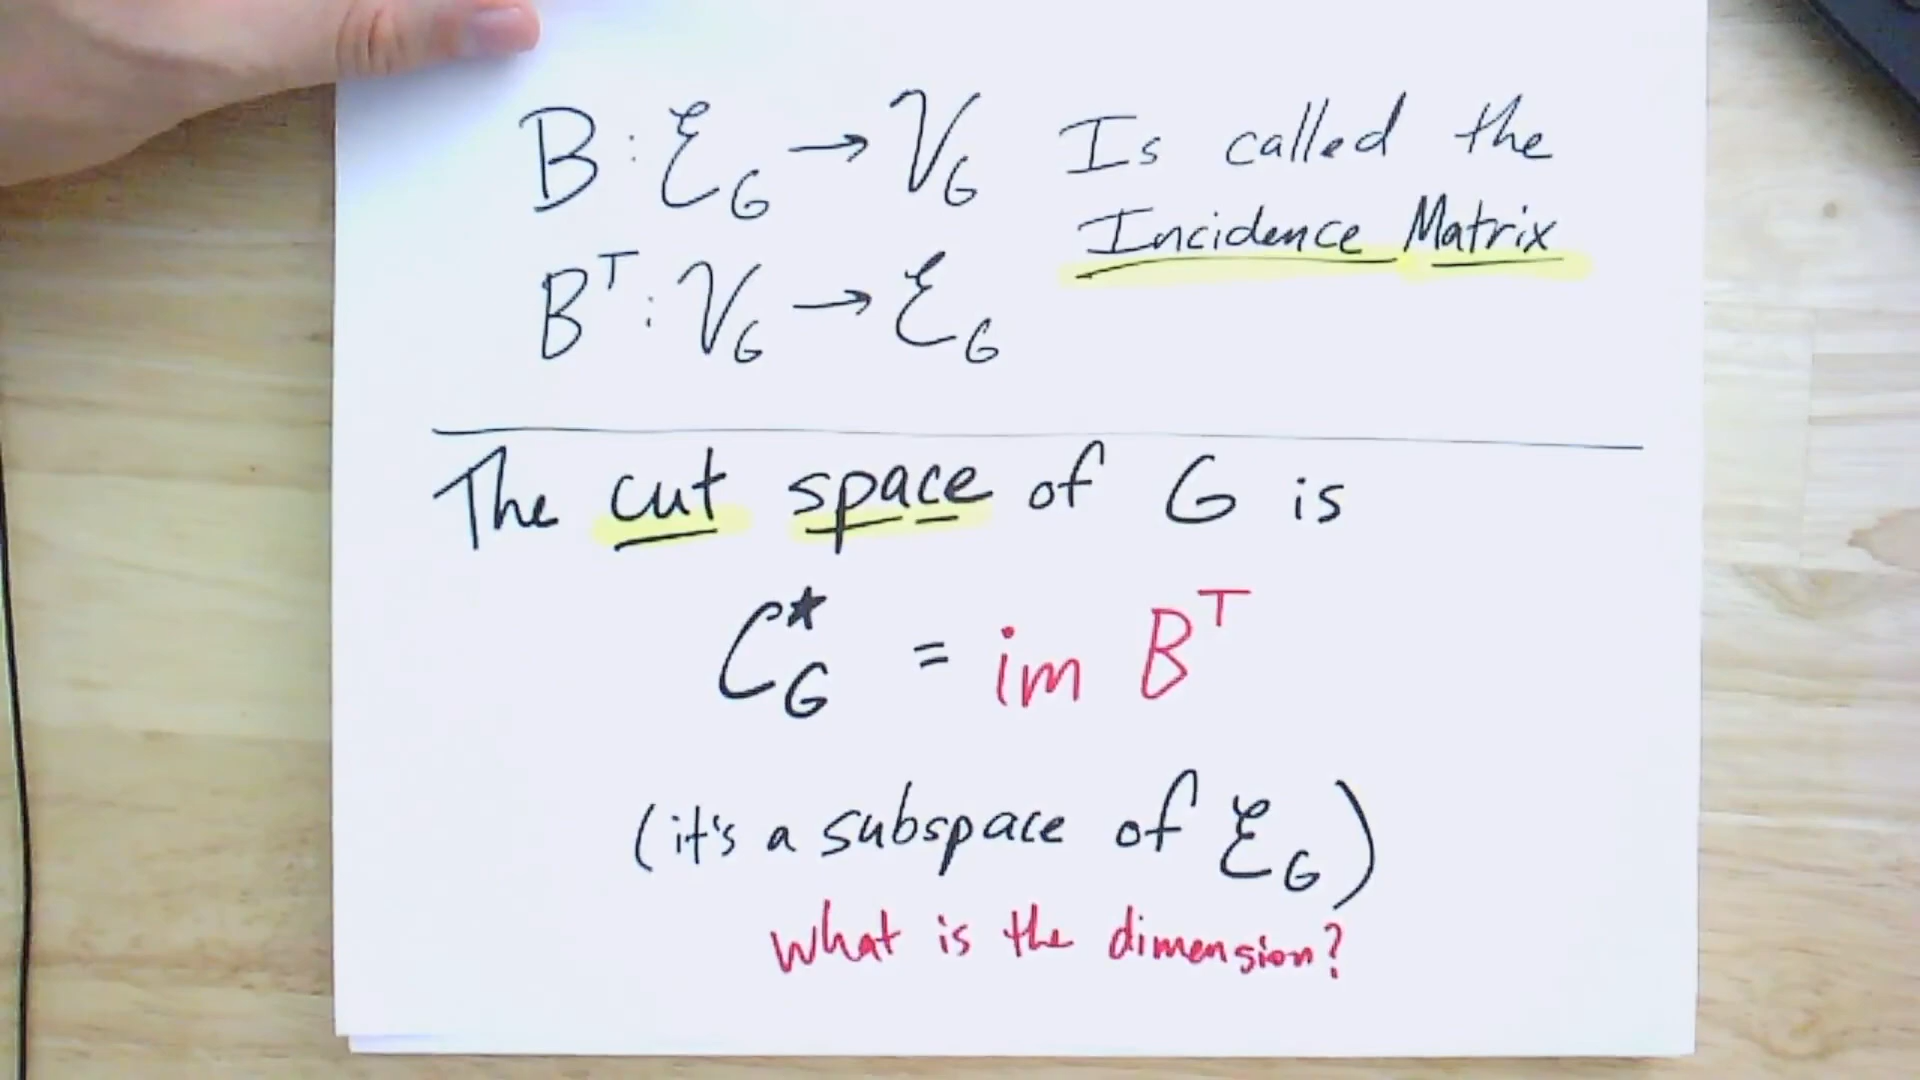 B : ℰ_G → 𝒱_G Is called the
Incidence Matrix
B^T : 𝒱_G → ℰ_G
The cut space of G is
C*_G = im B^T
(it's a subspace of ℰ_G)
What is the dimension?